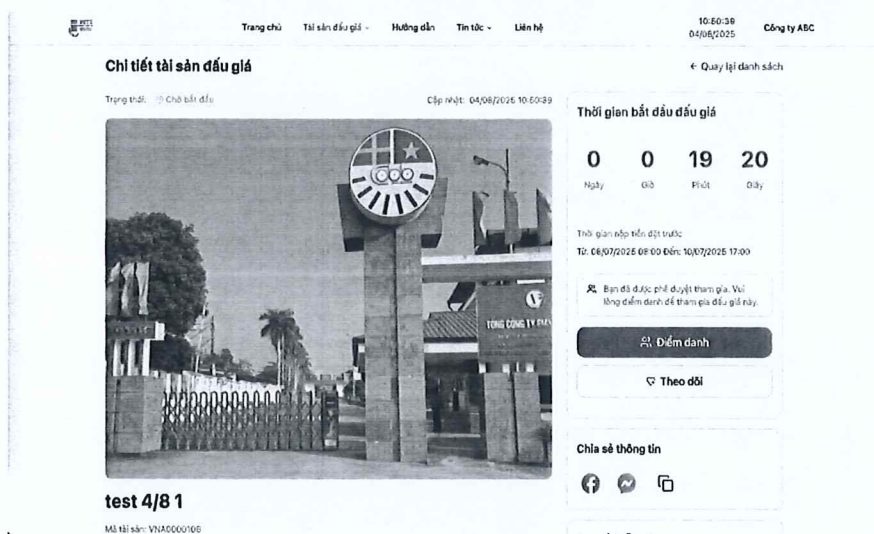 Trang chủ Tài sản đấu giá Hướng dẫn Tin tức Liên hệ
10:50:39
04/08/2025
Công ty ABC
Chi tiết tài sản đấu giá
← Quay lại danh sách
Trạng thái: Chờ bắt đầu
Cập nhật: 04/08/2025 10:50:39
TỔNG CÔNG TY
test 4/8 1
Mã tài sản: VNA0000106
Thời gian bắt đầu đấu giá
0 0 19 20
Ngày Giờ Phút Giây
Thời gian nộp tiền đặt trước
Từ: 08/07/2025 08:00 Đến: 10/07/2025 17:00
Bạn đã được phê duyệt tham gia. Vui
lòng điểm danh để tham gia đấu giá này.
Điểm danh
Theo dõi
Chia sẻ thông tin